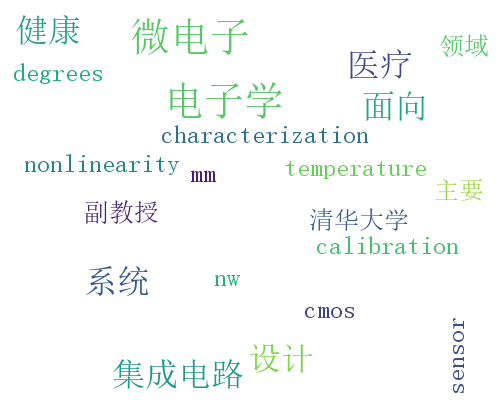 健康
微电子
领域
医疗
degrees
电子学
面向
characterization
nonlinearity
mm
temperature
主要
副教授
清华大学
calibration
系统
nw
cmos
sensor
设计
集成电路